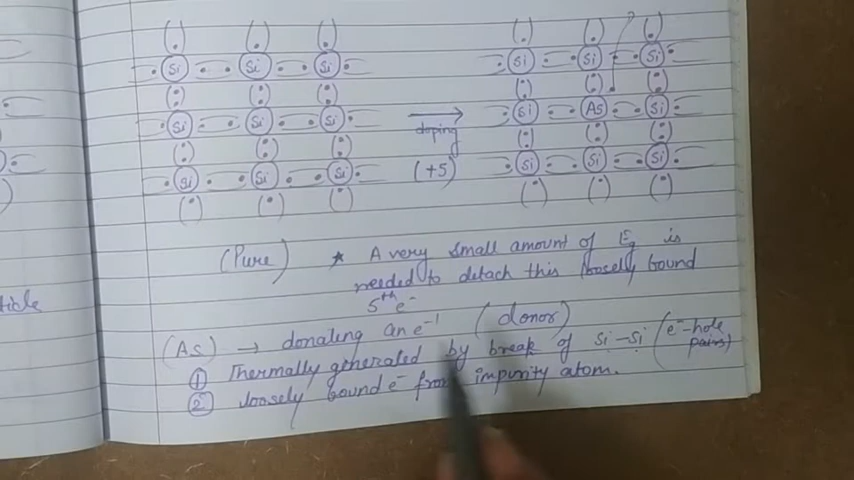 Si Si Si Si Si Si
Si Si Si doping Si As Si
Si Si Si (+5) Si Si Si
(Pure) * A very small amount of Eg is
needed to detach this loosely bound
5th e-
ticle
(As) → donating an e-1 (donor)
① Thermally generated by break of Si-Si (e--hole
pairs)
② loosely bound e- from impurity atom.